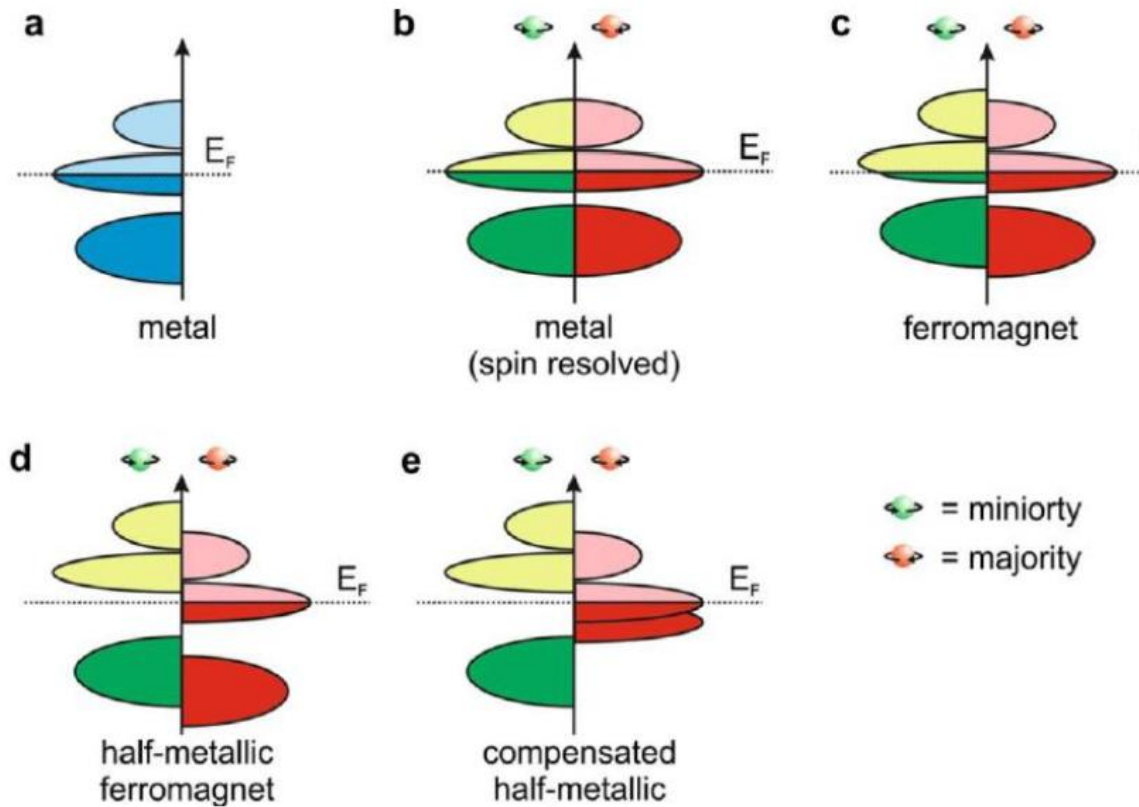 a
b
c
E_F
E_F
metal
metal
(spin resolved)
ferromagnet
d
e
E_F
E_F
= miniorty
= majority
half-metallic
ferromagnet
compensated
half-metallic